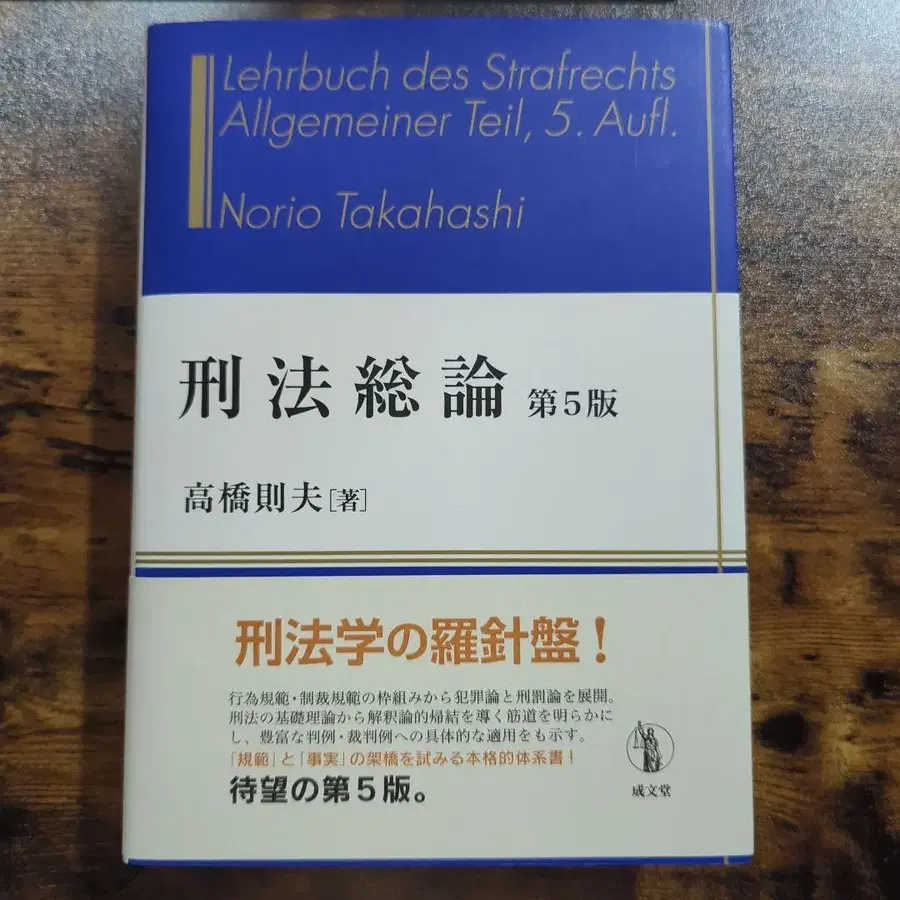 Lehrbuch des Strafrechts
Allgemeiner Teil, 5. Aufl.
Norio Takahashi
刑法総論 第5版
高橋則夫[著]
刑法学の羅針盤!
行為規範・制裁規範の枠組みから犯罪論と刑罰論を展開。
刑法の基礎理論から解釈論的帰結を導く筋道を明らかに
し、豊富な判例・裁判例への具体的な適用をも示す。
「規範」と「事実」の架橋を試みる本格的体系書!
待望の第5版。
成文堂